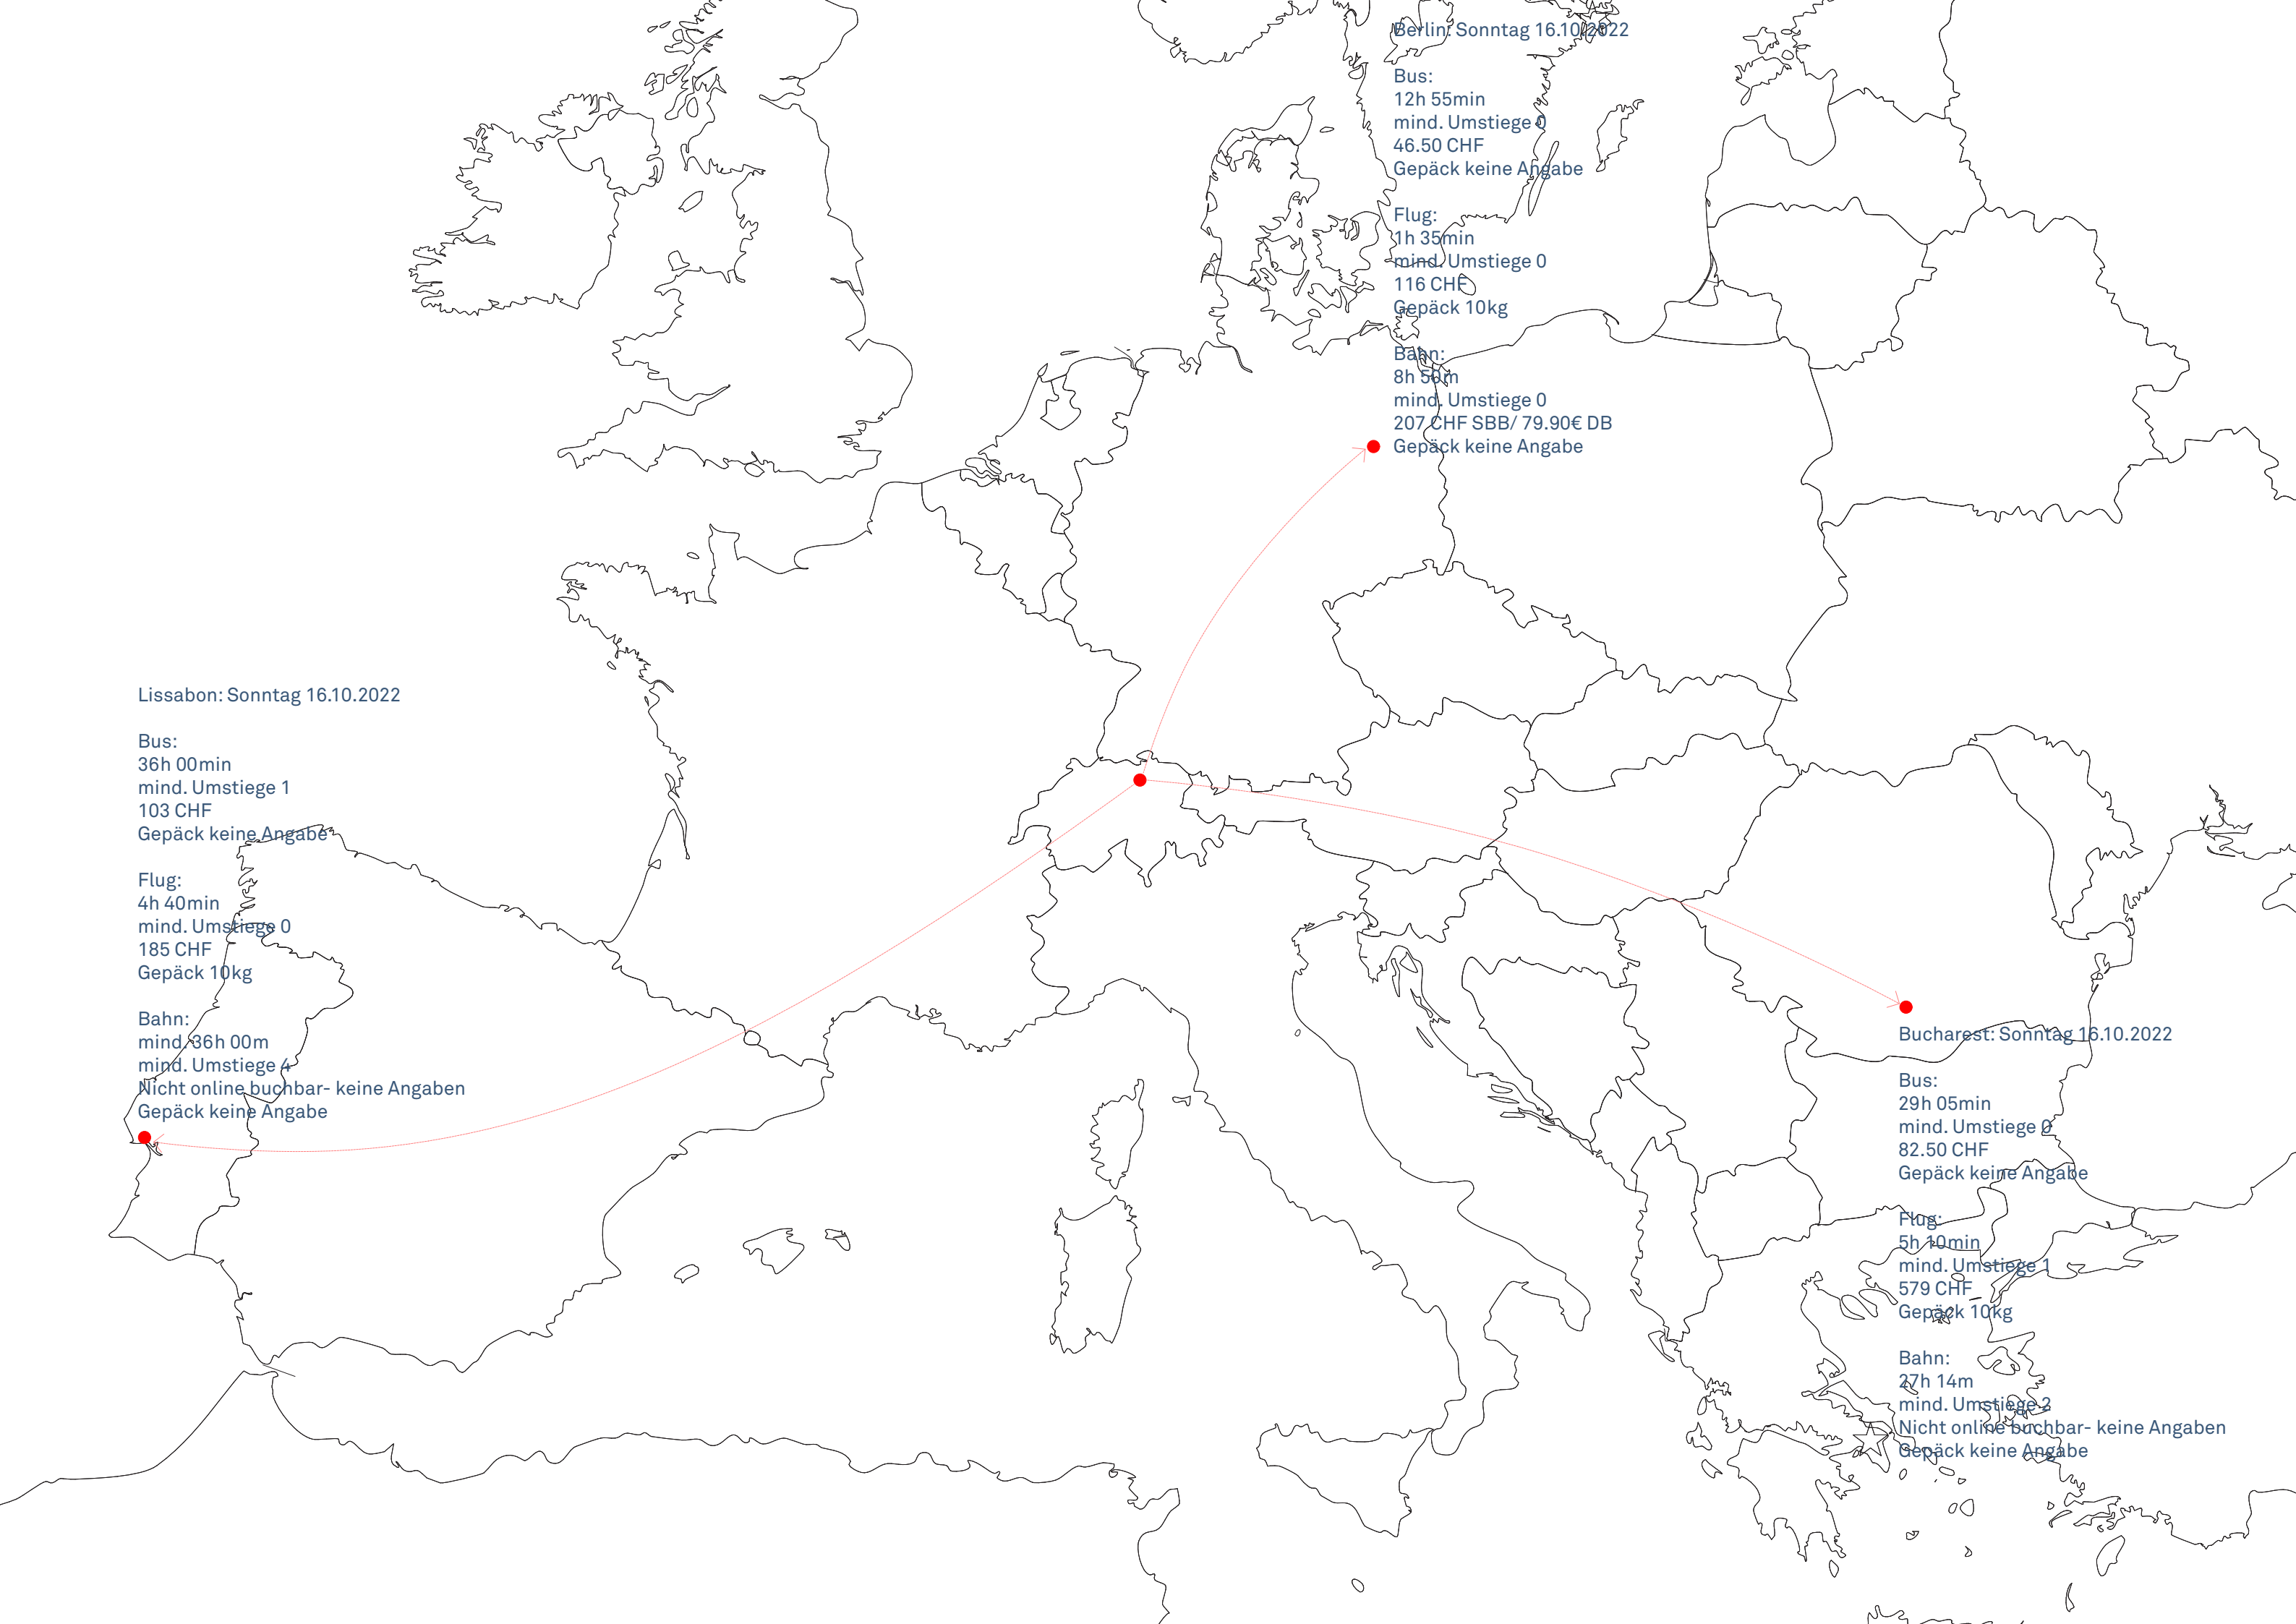 Berlin: Sonntag 16.10.2022
Bus:
12h 55min
mind. Umstiege 0
46.50 CHF
Gepäck keine Angabe
Flug:
1h 35min
mind. Umstiege 0
116 CHF
Gepäck 10kg
Bahn:
8h 50m
mind. Umstiege 0
207 CHF SBB/ 79.90€ DB
Gepäck keine Angabe
Lissabon: Sonntag 16.10.2022
Bus:
36h 00min
mind. Umstiege 1
103 CHF
Gepäck keine Angabe
Flug:
4h 40min
mind. Umstiege 0
185 CHF
Gepäck 10kg
Bahn:
mind. 36h 00m
mind. Umstiege 4
Nicht online buchbar- keine Angaben
Gepäck keine Angabe
Bucharest: Sonntag 16.10.2022
Bus:
29h 05min
mind. Umstiege 0
82.50 CHF
Gepäck keine Angabe
Flug:
5h 10min
mind. Umstiege 1
579 CHF
Gepäck 10kg
Bahn:
27h 14m
mind. Umstiege 2
Nicht online buchbar- keine Angaben
Gepäck keine Angabe